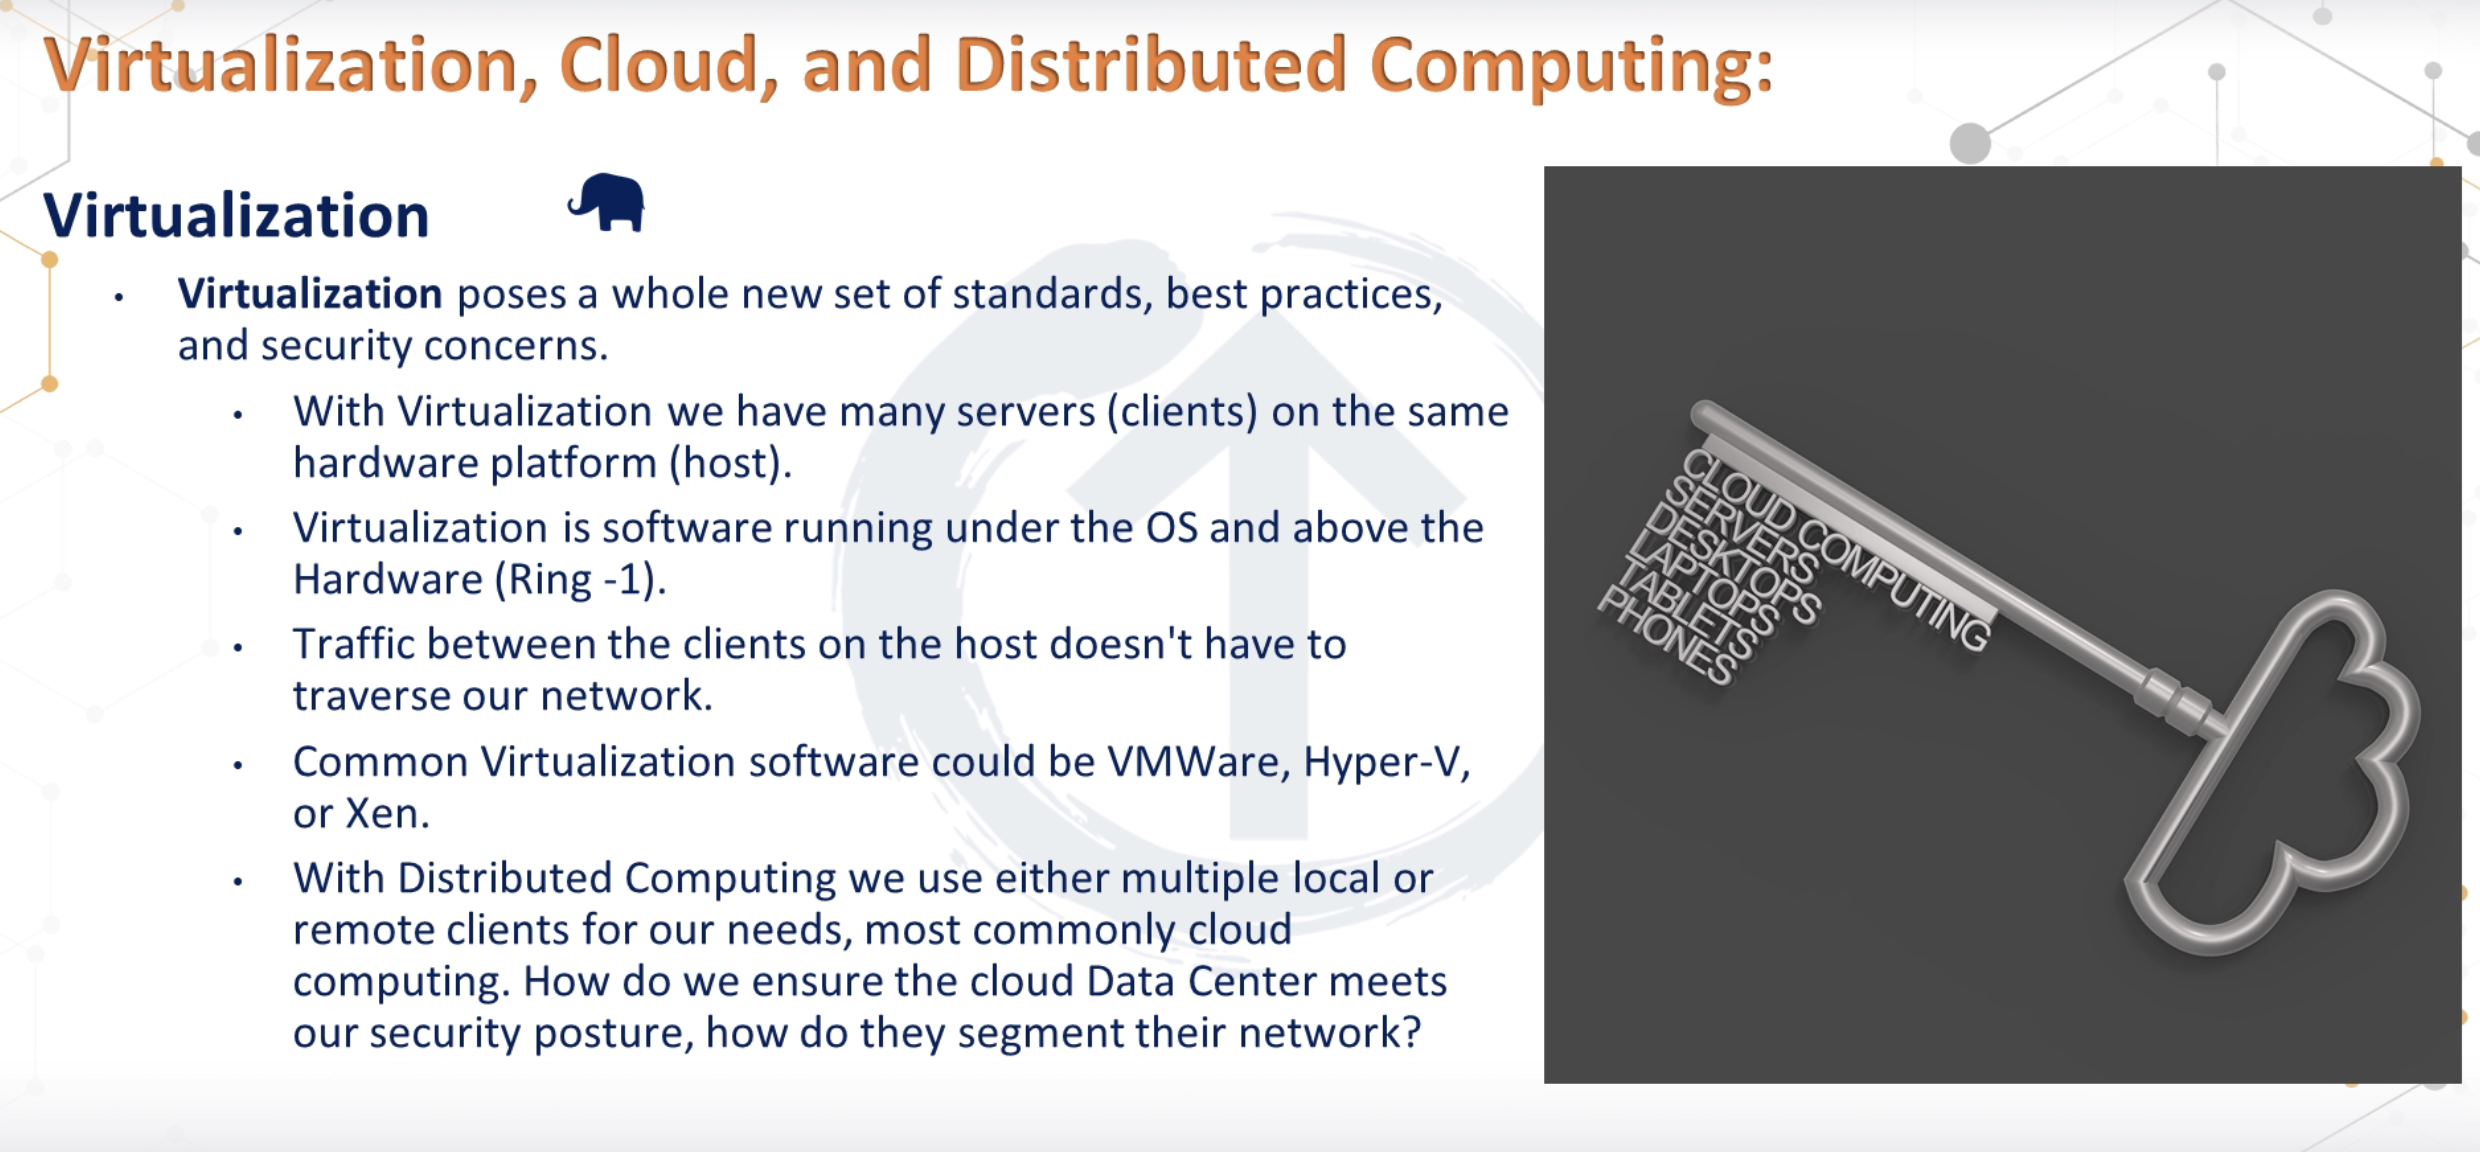 Virtualization, Cloud, and Distributed Computing:
Virtualization
• Virtualization poses a whole new set of standards, best practices,
and security concerns.
• With Virtualization we have many servers (clients) on the same
hardware platform (host).
• Virtualization is software running under the OS and above the
Hardware (Ring -1).
• Traffic between the clients on the host doesn't have to
traverse our network.
• Common Virtualization software could be VMWare, Hyper-V,
or Xen.
• With Distributed Computing we use either multiple local or
remote clients for our needs, most commonly cloud
computing. How do we ensure the cloud Data Center meets
our security posture, how do they segment their network?
CLOUD COMPUTING
SERVERS
DESKTOPS
LAPTOPS
TABLETS
PHONES